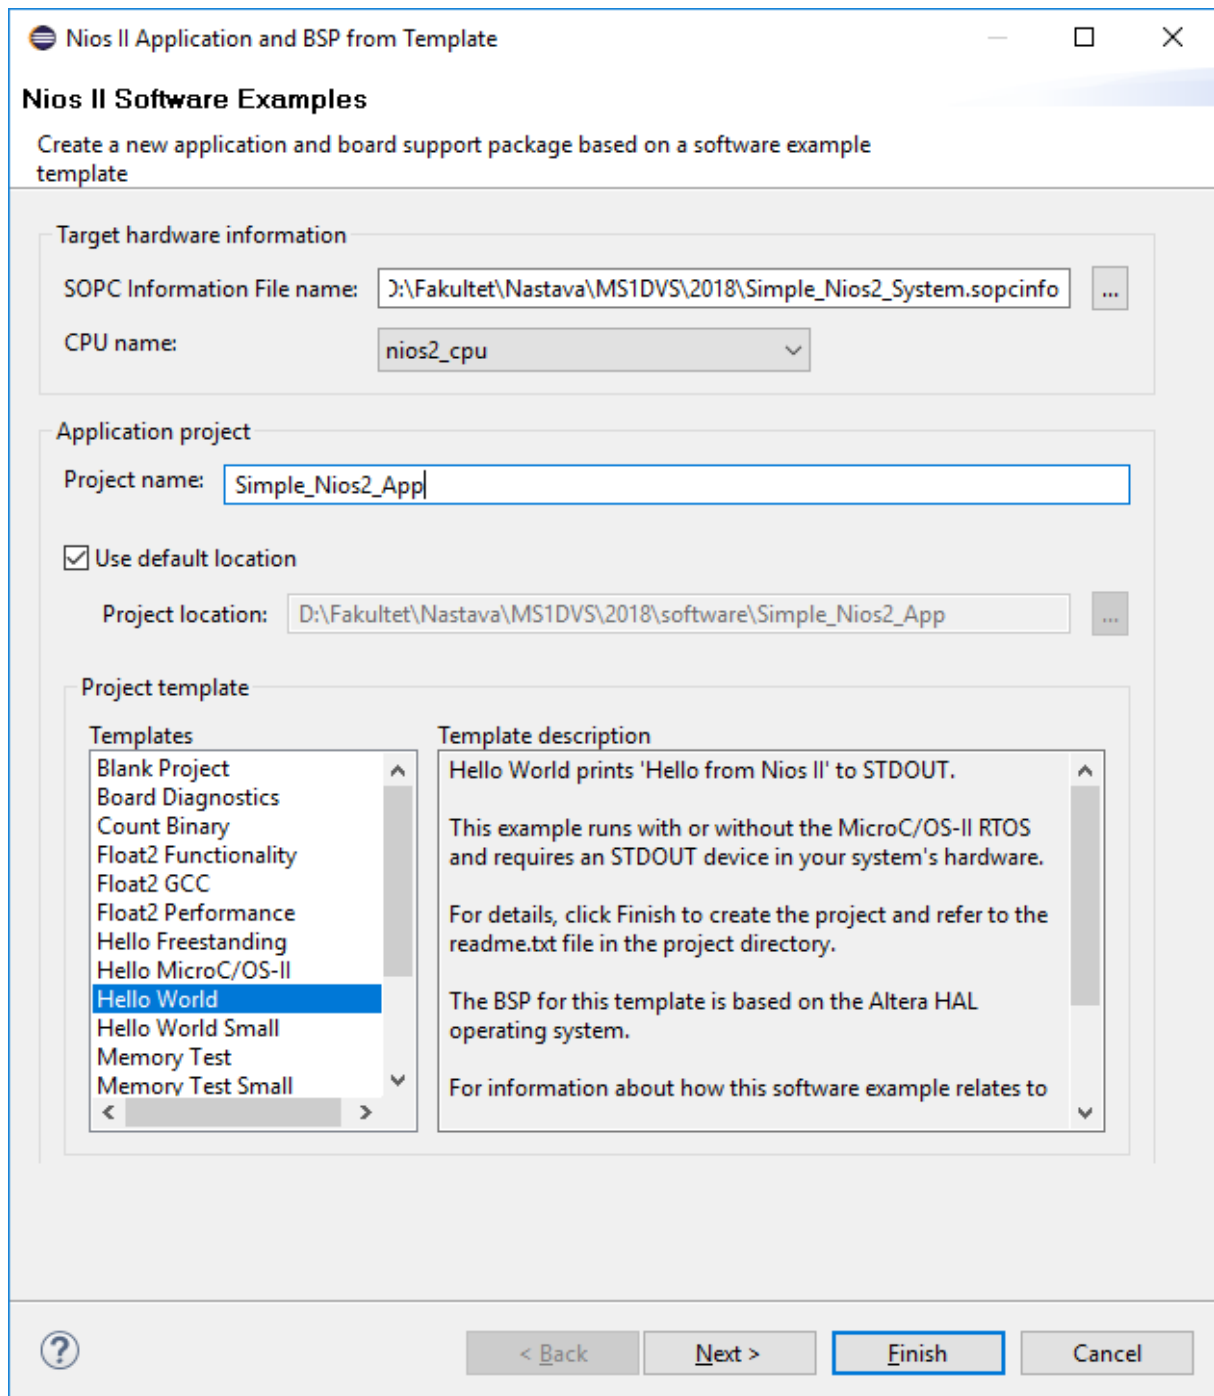 Nios II Application and BSP from Template
Nios II Software Examples
Create a new application and board support package based on a software example
template
Target hardware information
SOPC Information File name: D:\Fakultet\Nastava\MS1DVS\2018\Simple_Nios2_System.sopcinfo ...
CPU name: nios2_cpu
Application project
Project name: Simple_Nios2_App
Use default location
Project location: D:\Fakultet\Nastava\MS1DVS\2018\software\Simple_Nios2_App ...
Project template
Templates
Blank Project
Board Diagnostics
Count Binary
Float2 Functionality
Float2 GCC
Float2 Performance
Hello Freestanding
Hello MicroC/OS-II
Hello World
Hello World Small
Memory Test
Memory Test Small
Template description
Hello World prints 'Hello from Nios II' to STDOUT.
This example runs with or without the MicroC/OS-II RTOS
and requires an STDOUT device in your system's hardware.
For details, click Finish to create the project and refer to the
readme.txt file in the project directory.
The BSP for this template is based on the Altera HAL
operating system.
For information about how this software example relates to
? < Back Next > Finish Cancel